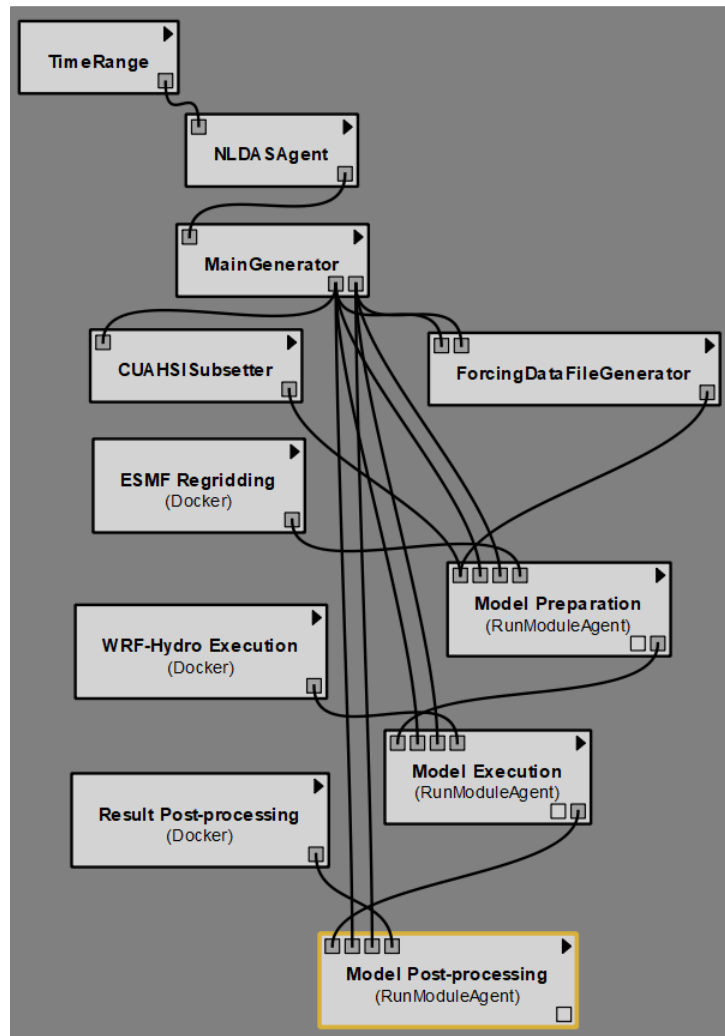 TimeRange
NLDASAgent
MainGenerator
CUAHSISubsetter
ForcingDataFileGenerator
ESMF Regridding
(Docker)
Model Preparation
(RunModuleAgent)
WRF-Hydro Execution
(Docker)
Model Execution
(RunModuleAgent)
Result Post-processing
(Docker)
Model Post-processing
(RunModuleAgent)